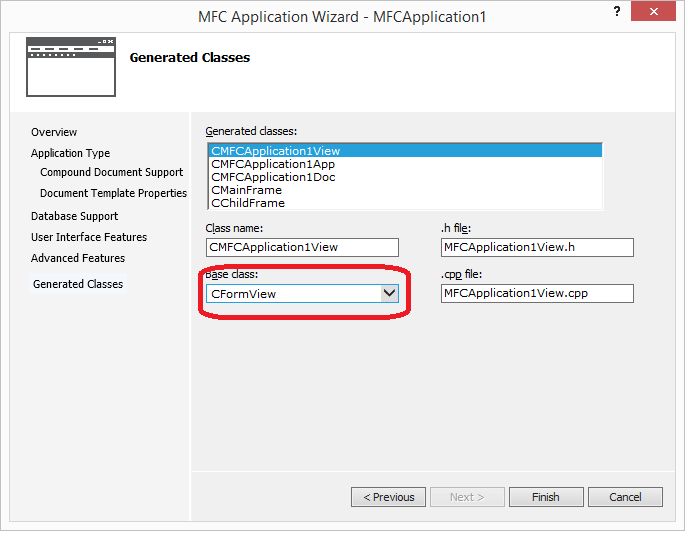 MFC Application Wizard - MFCApplication1
?
Generated Classes
Overview
Application Type
Compound Document Support
Document Template Properties
Database Support
User Interface Features
Advanced Features
Generated Classes
Generated classes:
CMFCApplication1View
CMFCApplication1App
CMFCApplication1Doc
CMainFrame
CChildFrame
Class name:
CMFCApplication1View
.h file:
MFCApplication1View.h
Base class:
CFormView
.cpp file:
MFCApplication1View.cpp
< Previous
Next >
Finish
Cancel